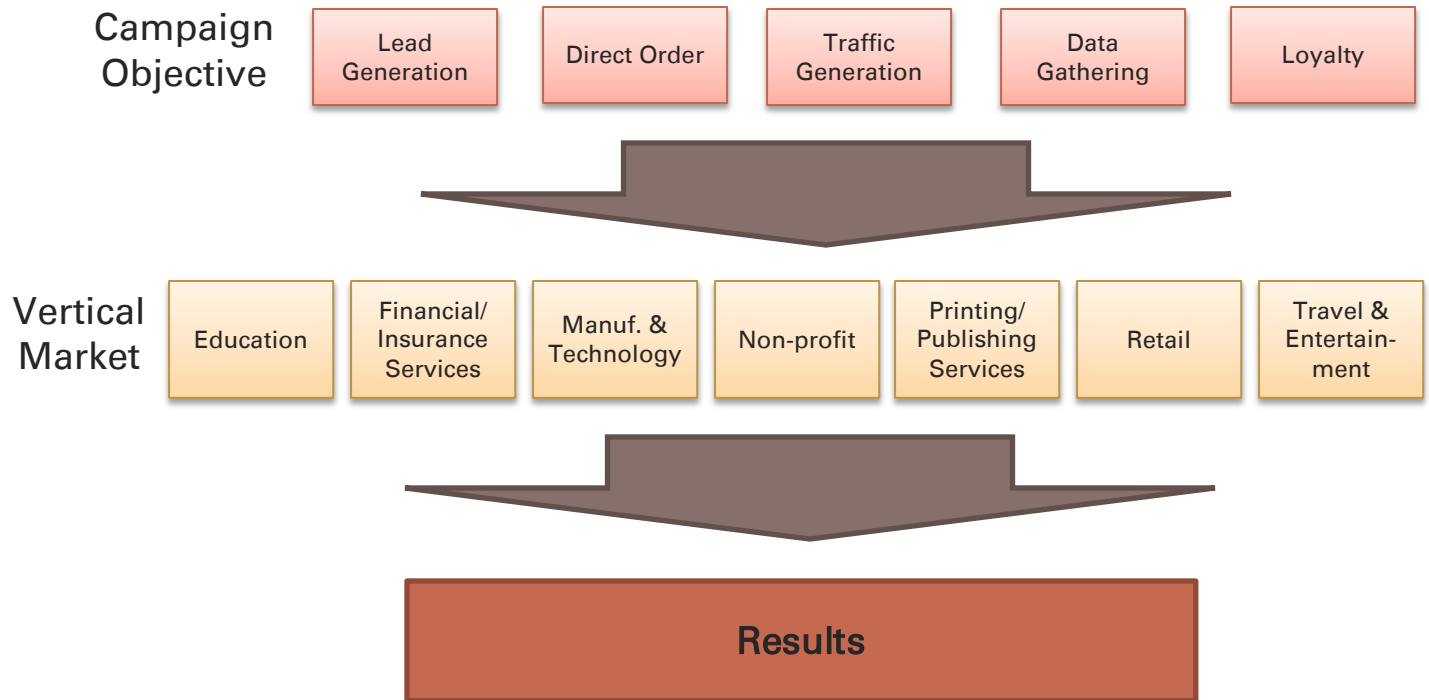 Campaign
Objective
Lead
Generation
Direct Order
Traffic
Generation
Data
Gathering
Loyalty
Vertical
Market
Education
Financial/
Insurance
Services
Manuf. &
Technology
Non-profit
Printing/
Publishing
Services
Retail
Travel &
Entertain-
ment
Results